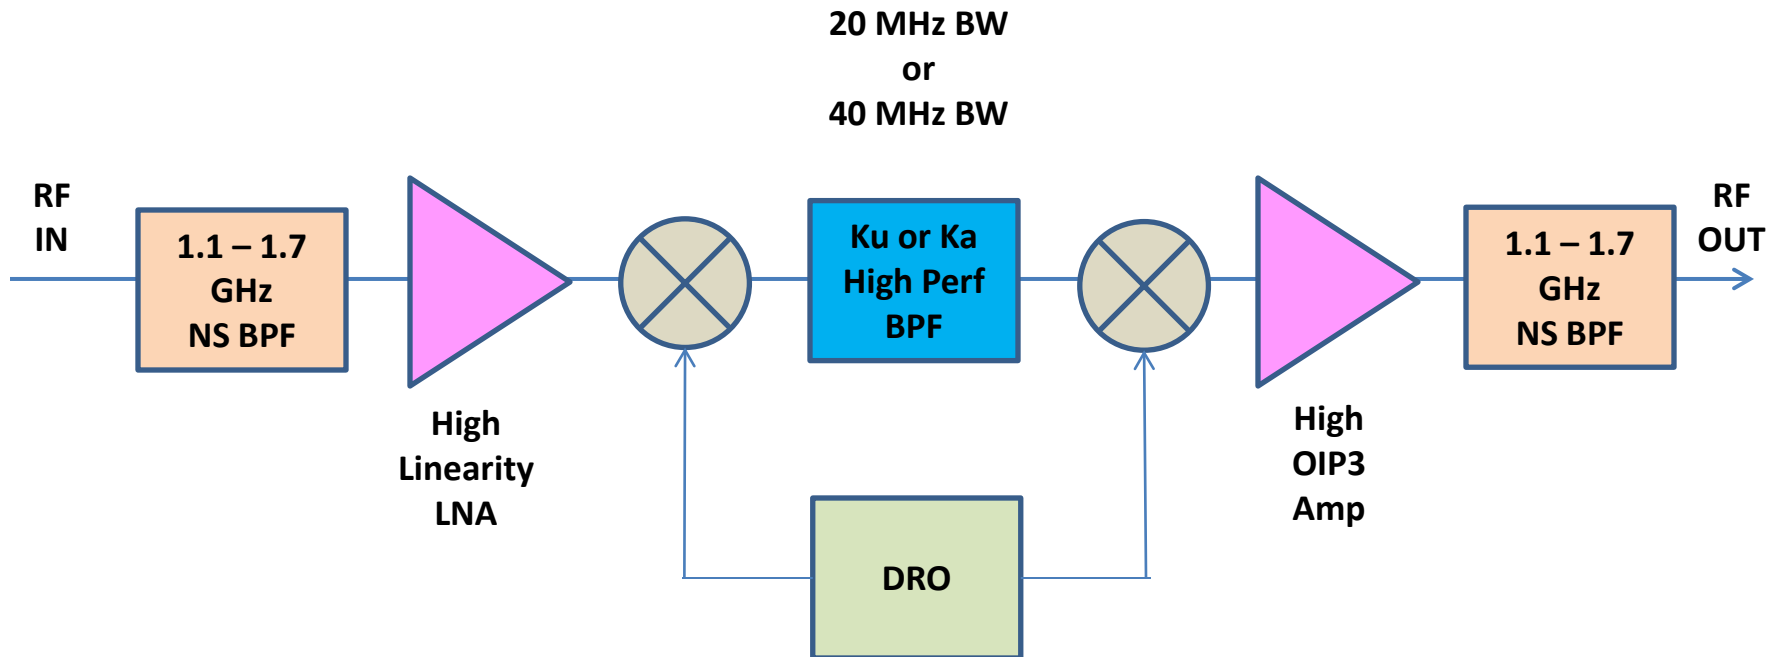 20 MHz BW
or
40 MHz BW
RF
IN
1.1 – 1.7
GHz
NS BPF
Ku or Ka
High Perf
BPF
1.1 – 1.7
GHz
NS BPF
RF
OUT
High
Linearity
LNA
High
OIP3
Amp
DRO